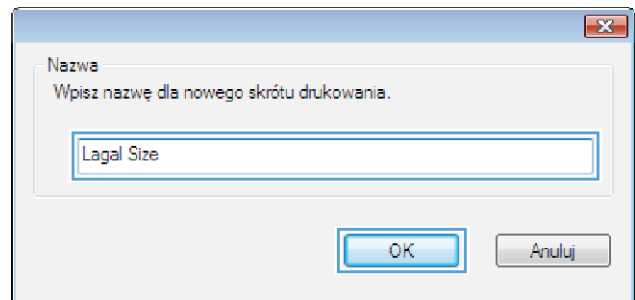 Nazwa
Wpisz nazwę dla nowego skrótu drukowania.
Lagal Size
OK
Anuluj